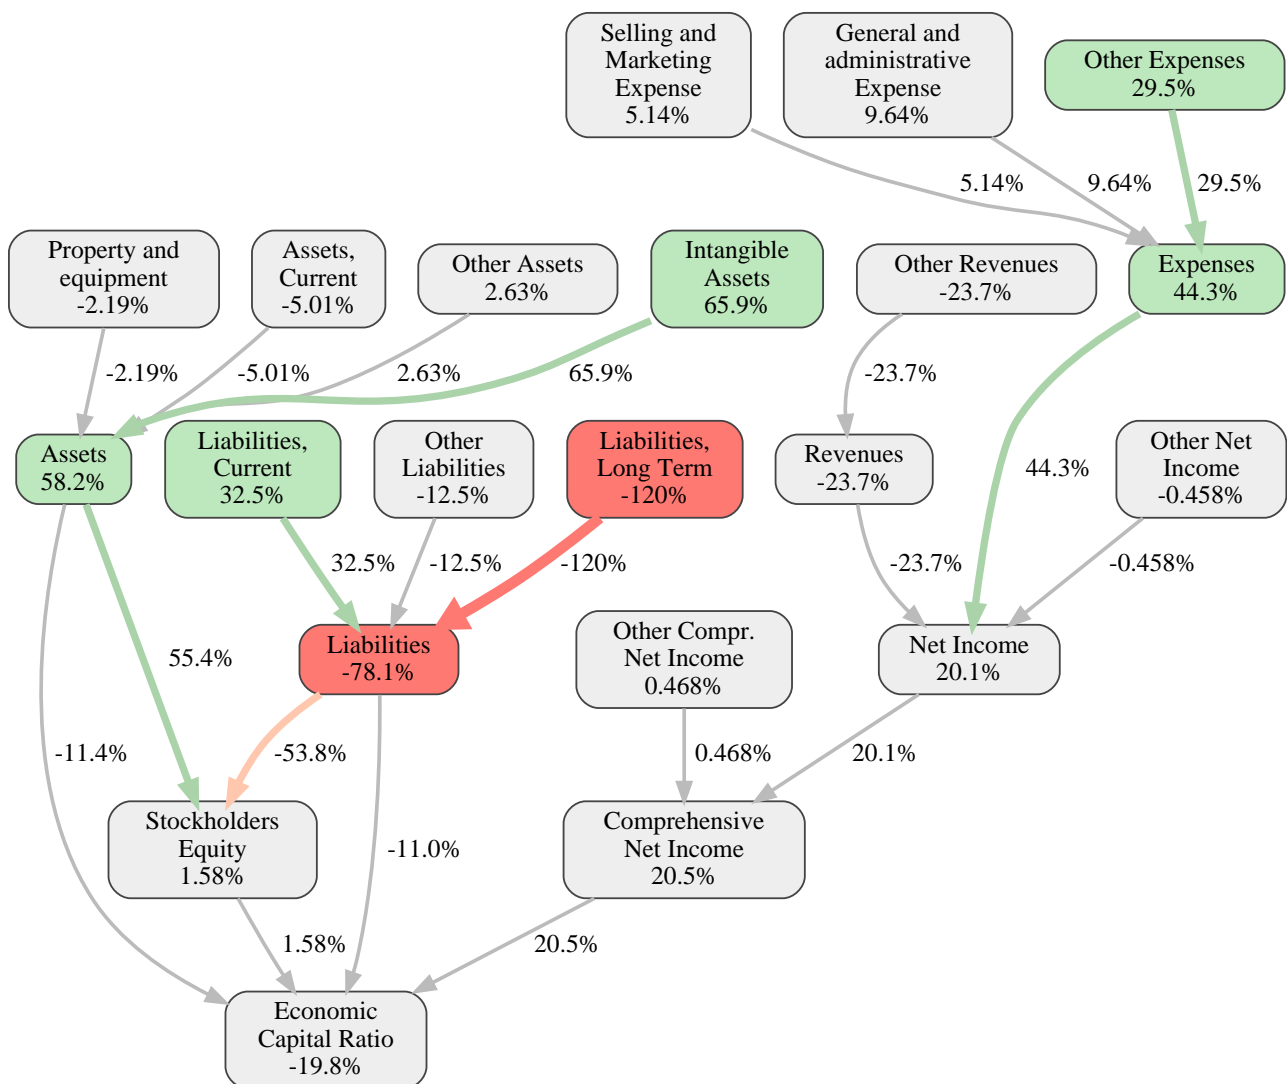 Selling and
Marketing
Expense
5.14%
General and
administrative
Expense
9.64%
Other Expenses
29.5%
5.14%
9.64%
29.5%
Property and
equipment
-2.19%
Assets,
Current
-5.01%
Other Assets
2.63%
Intangible
Assets
65.9%
Other Revenues
-23.7%
Expenses
44.3%
-2.19%
-5.01%
2.63%
65.9%
-23.7%
Assets
58.2%
Liabilities,
Current
32.5%
Other
Liabilities
-12.5%
Liabilities,
Long Term
-120%
Revenues
-23.7%
44.3%
Other Net
Income
-0.458%
32.5%
-12.5%
-120%
-23.7%
-0.458%
55.4%
Liabilities
-78.1%
Other Compr.
Net Income
0.468%
Net Income
20.1%
-11.4%
-53.8%
0.468%
20.1%
Stockholders
Equity
1.58%
-11.0%
Comprehensive
Net Income
20.5%
1.58%
20.5%
Economic
Capital Ratio
-19.8%